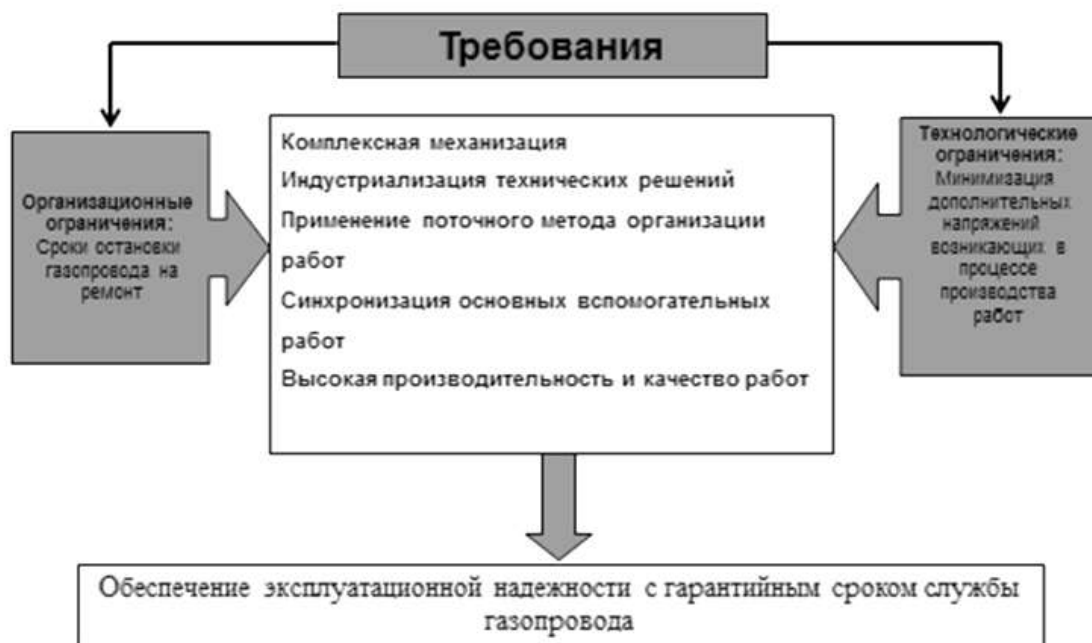 Требования
Организационные
ограничения:
Сроки остановки
газопровода на
ремонт
Комплексная механизация
Индустриализация технических решений
Применение поточного метода организации
работ
Синхронизация основных вспомогательных
работ
Высокая производительность и качество работ
Технологические
ограничения:
Минимизация
дополнительных
напряжений
возникающих в
процессе
производства
работ
Обеспечение эксплуатационной надежности с гарантийным сроком службы
газопровода